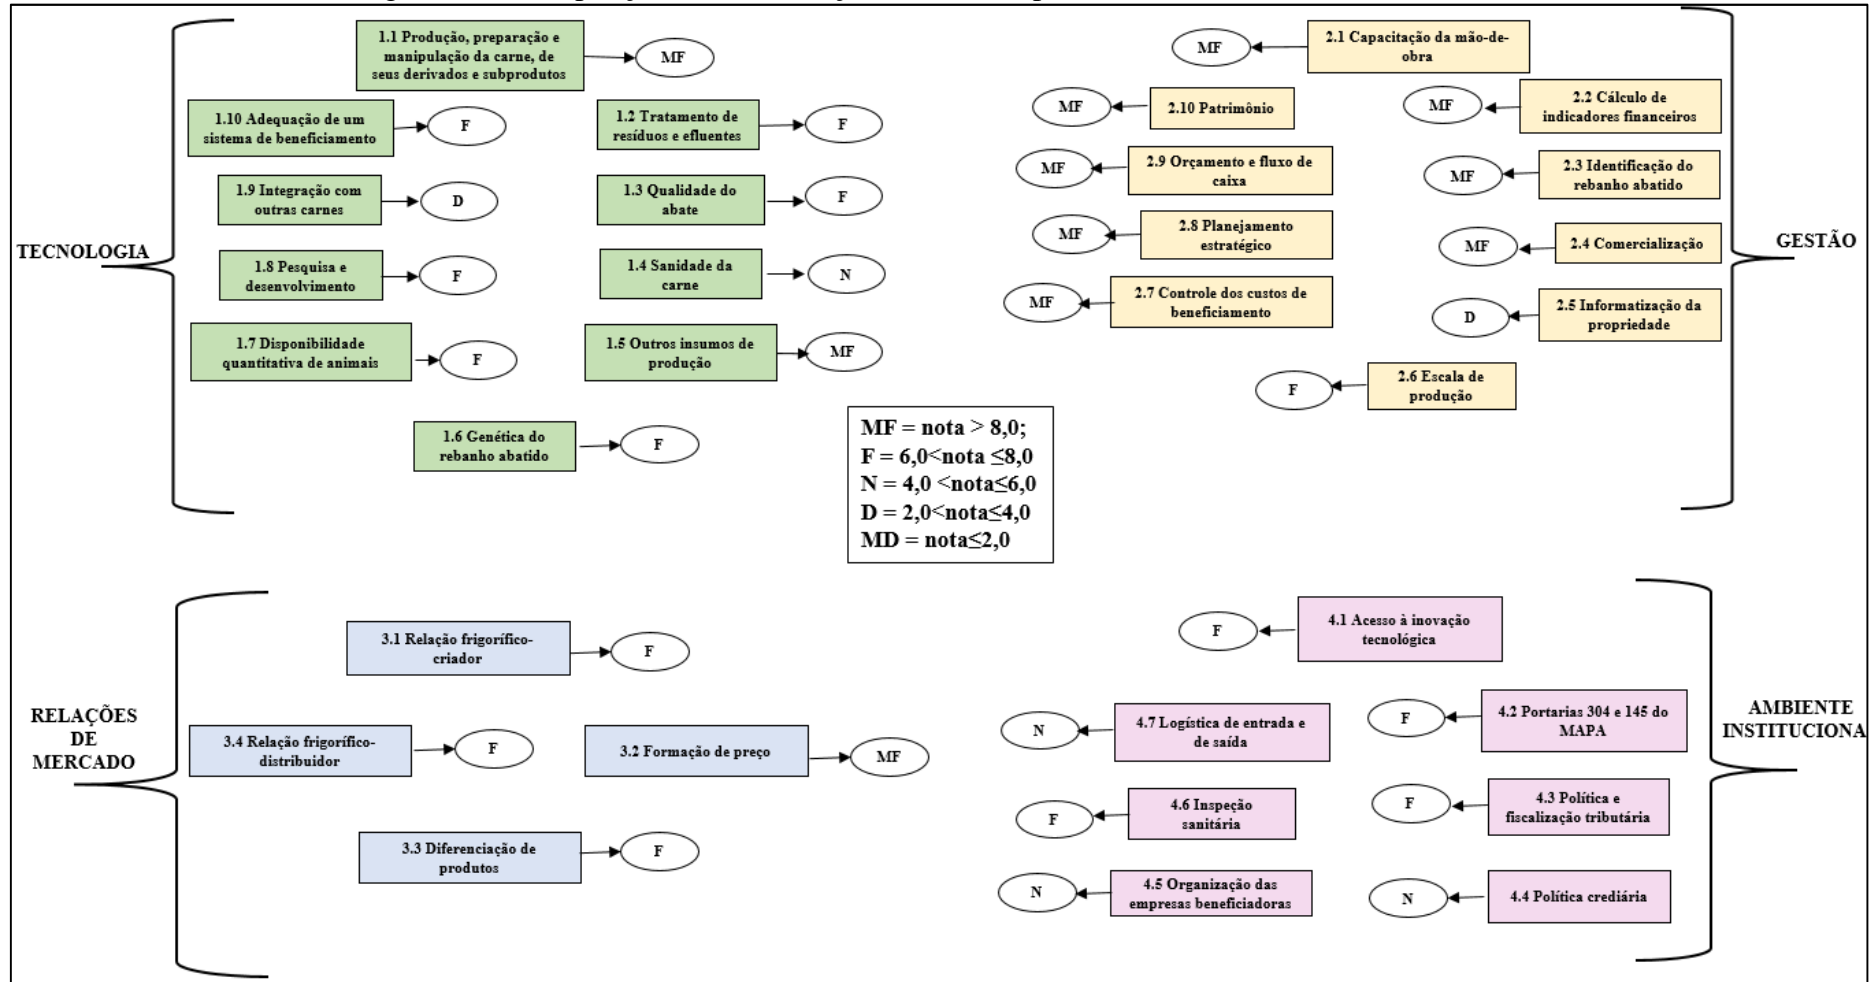 TECNOLOGIA
1.1 Produção, preparação e
manipulação da carne, de
seus derivados e subprodutos
MF
1.10 Adequação de um
sistema de beneficiamento
F
1.2 Tratamento de
resíduos e efluentes
F
1.9 Integração com
outras carnes
D
1.3 Qualidade do
abate
F
1.8 Pesquisa e
desenvolvimento
F
1.4 Sanidade da
carne
N
1.7 Disponibilidade
quantitativa de animais
F
1.5 Outros insumos de
produção
MF
1.6 Genética do
rebanho abatido
F
GESTÃO
2.1 Capacitação da mão-de-
obra
MF
2.10 Patrimônio
MF
2.2 Cálculo de
indicadores financeiros
MF
2.9 Orçamento e fluxo de
caixa
MF
2.3 Identificação do
rebanho abatido
MF
2.8 Planejamento
estratégico
MF
2.4 Comercialização
MF
2.7 Controle dos custos de
beneficiamento
MF
2.5 Informatização da
propriedade
D
2.6 Escala de
produção
F
MF = nota > 8,0;
F = 6,0<nota ≤8,0
N = 4,0 <nota≤6,0
D = 2,0<nota≤4,0
MD = nota≤2,0
RELAÇÕES
DE
MERCADO
3.1 Relação frigorífico-
criador
F
3.4 Relação frigorífico-
distribuidor
F
3.2 Formação de preço
MF
3.3 Diferenciação de
produtos
F
AMBIENTE
INSTITUCIONA
4.1 Acesso à inovação
tecnológica
F
4.7 Logística de entrada e
de saída
N
4.2 Portarias 304 e 145 do
MAPA
F
4.6 Inspeção
sanitária
F
4.3 Política e
fiscalização tributária
F
4.5 Organização das
empresas beneficiadoras
N
4.4 Política crediária
N